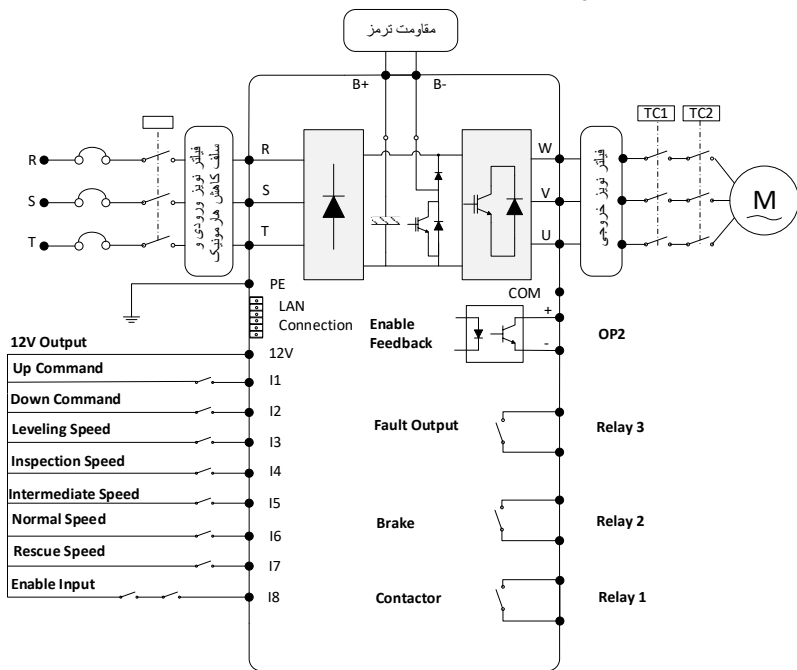 مقاومت ترمز
B+
B-
TC1
TC2
R
S
T
فیلتر نویز ورودی و
سلف کاهش هارمونیک
R
S
T
W
V
U
فیلتر نویز خروجی
M
PE
LAN
Connection
COM
+
-
Enable
Feedback
OP2
12V Output
12V
Up Command
I1
Down Command
I2
Leveling Speed
I3
Inspection Speed
I4
Intermediate Speed
I5
Normal Speed
I6
Rescue Speed
I7
Enable Input
I8
Fault Output
Relay 3
Brake
Relay 2
Contactor
Relay 1